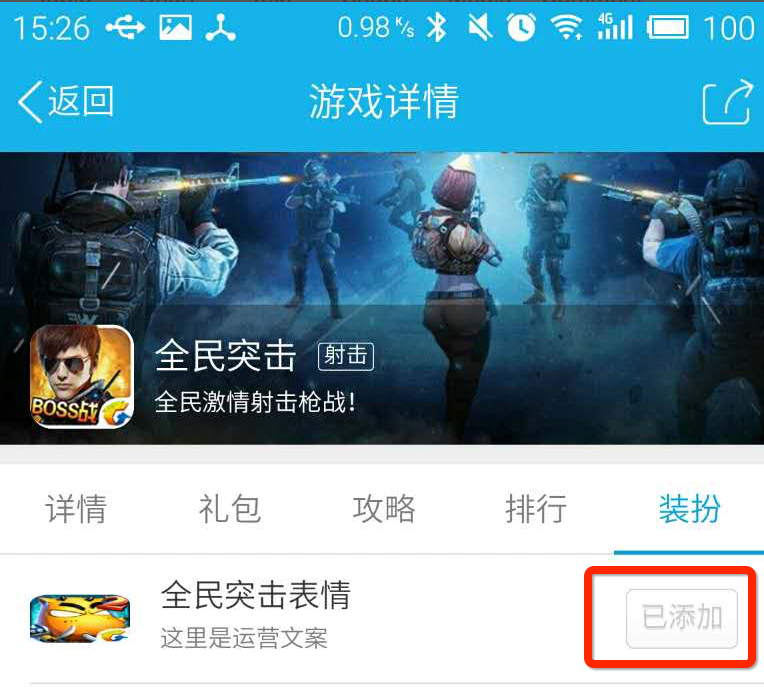 15:26 0.98 K/s 4G 100
返回 游戏详情
全民突击 射击
全民激情射击枪战!
BOSS战
详情 礼包 攻略 排行 装扮
全民突击表情
这里是运营文案
已添加